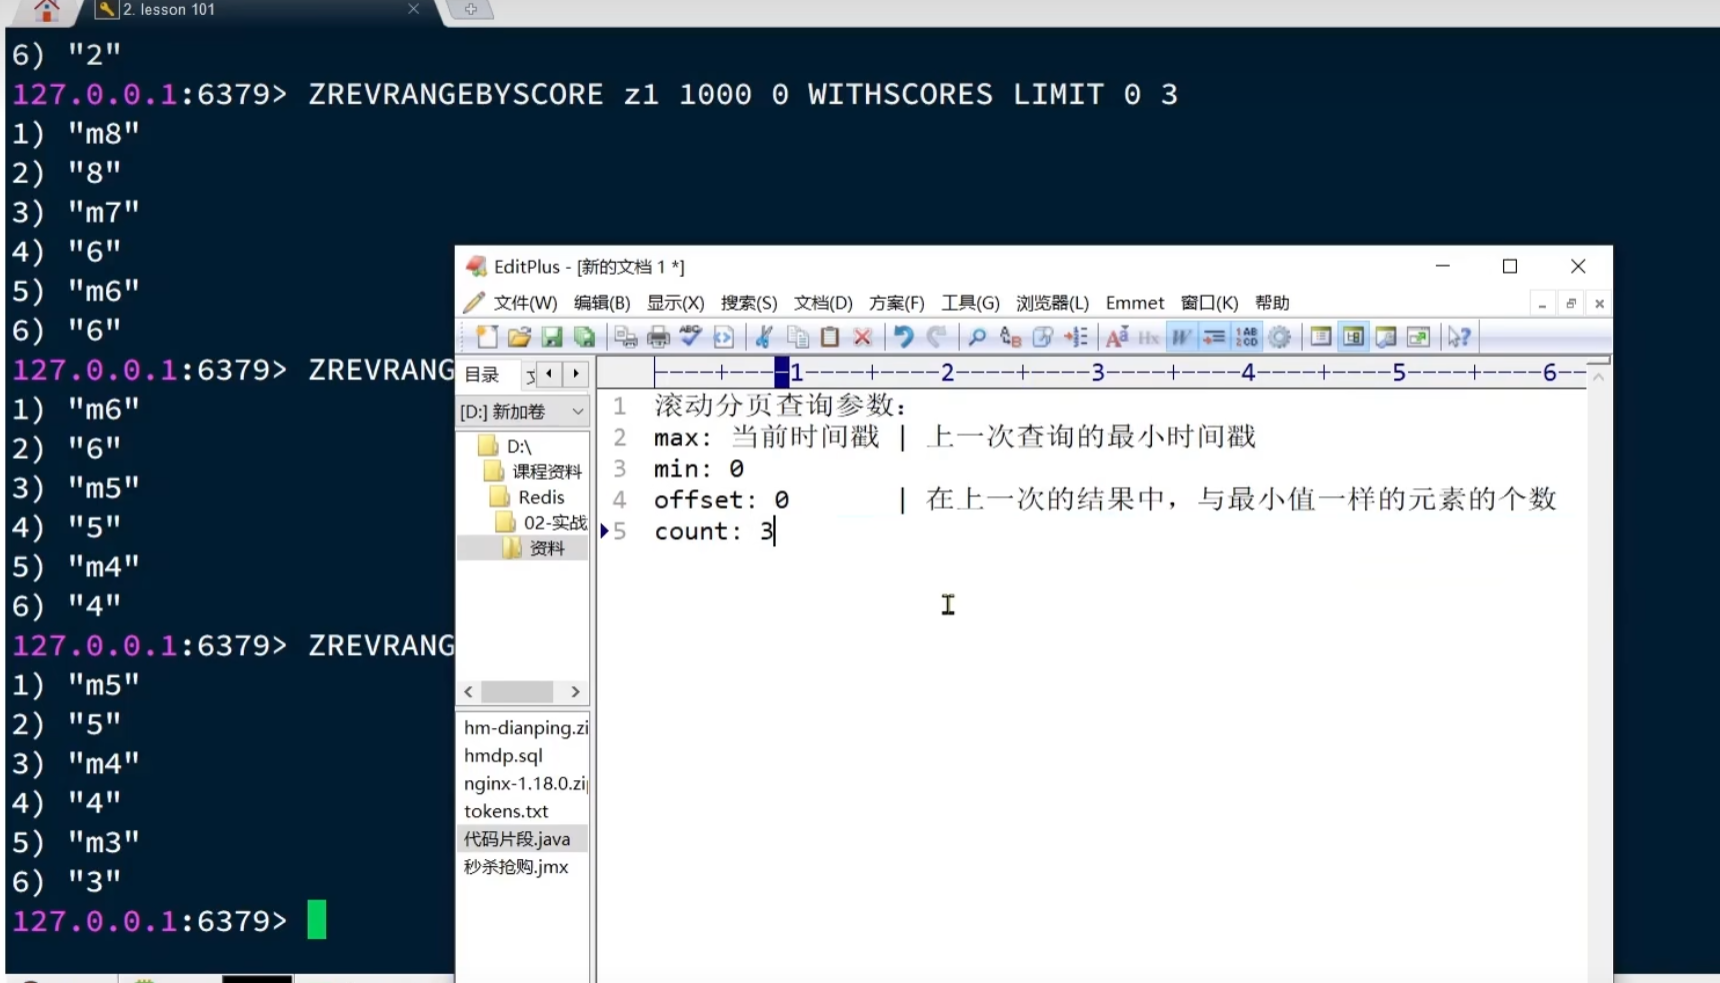 2. lesson 101
6) "2"
127.0.0.1:6379> ZREVRANGEBYSCORE z1 1000 0 WITHSCORES LIMIT 0 3
1) "m8"
2) "8"
3) "m7"
4) "6"
5) "m6"
6) "6"
127.0.0.1:6379> ZREVRANG
1) "m6"
2) "6"
3) "m5"
4) "5"
5) "m4"
6) "4"
127.0.0.1:6379> ZREVRANG
1) "m5"
2) "5"
3) "m4"
4) "4"
5) "m3"
6) "3"
127.0.0.1:6379>
EditPlus - [新的文档 1 *]
文件(W) 编辑(B) 显示(X) 搜索(S) 文档(D) 方案(F) 工具(G) 浏览器(L) Emmet 窗口(K) 帮助
目录
[D:] 新加卷
D:\
课程资料
Redis
02-实战
资料
hm-dianping.zi
hmdp.sql
nginx-1.18.0.zip
tokens.txt
代码片段.java
秒杀抢购.jmx
----+----1----+----2----+----3----+----4----+----5----+----6--
1 滚动分页查询参数:
2 max: 当前时间戳 | 上一次查询的最小时间戳
3 min: 0
4 offset: 0 | 在上一次的结果中，与最小值一样的元素的个数
5 count: 3